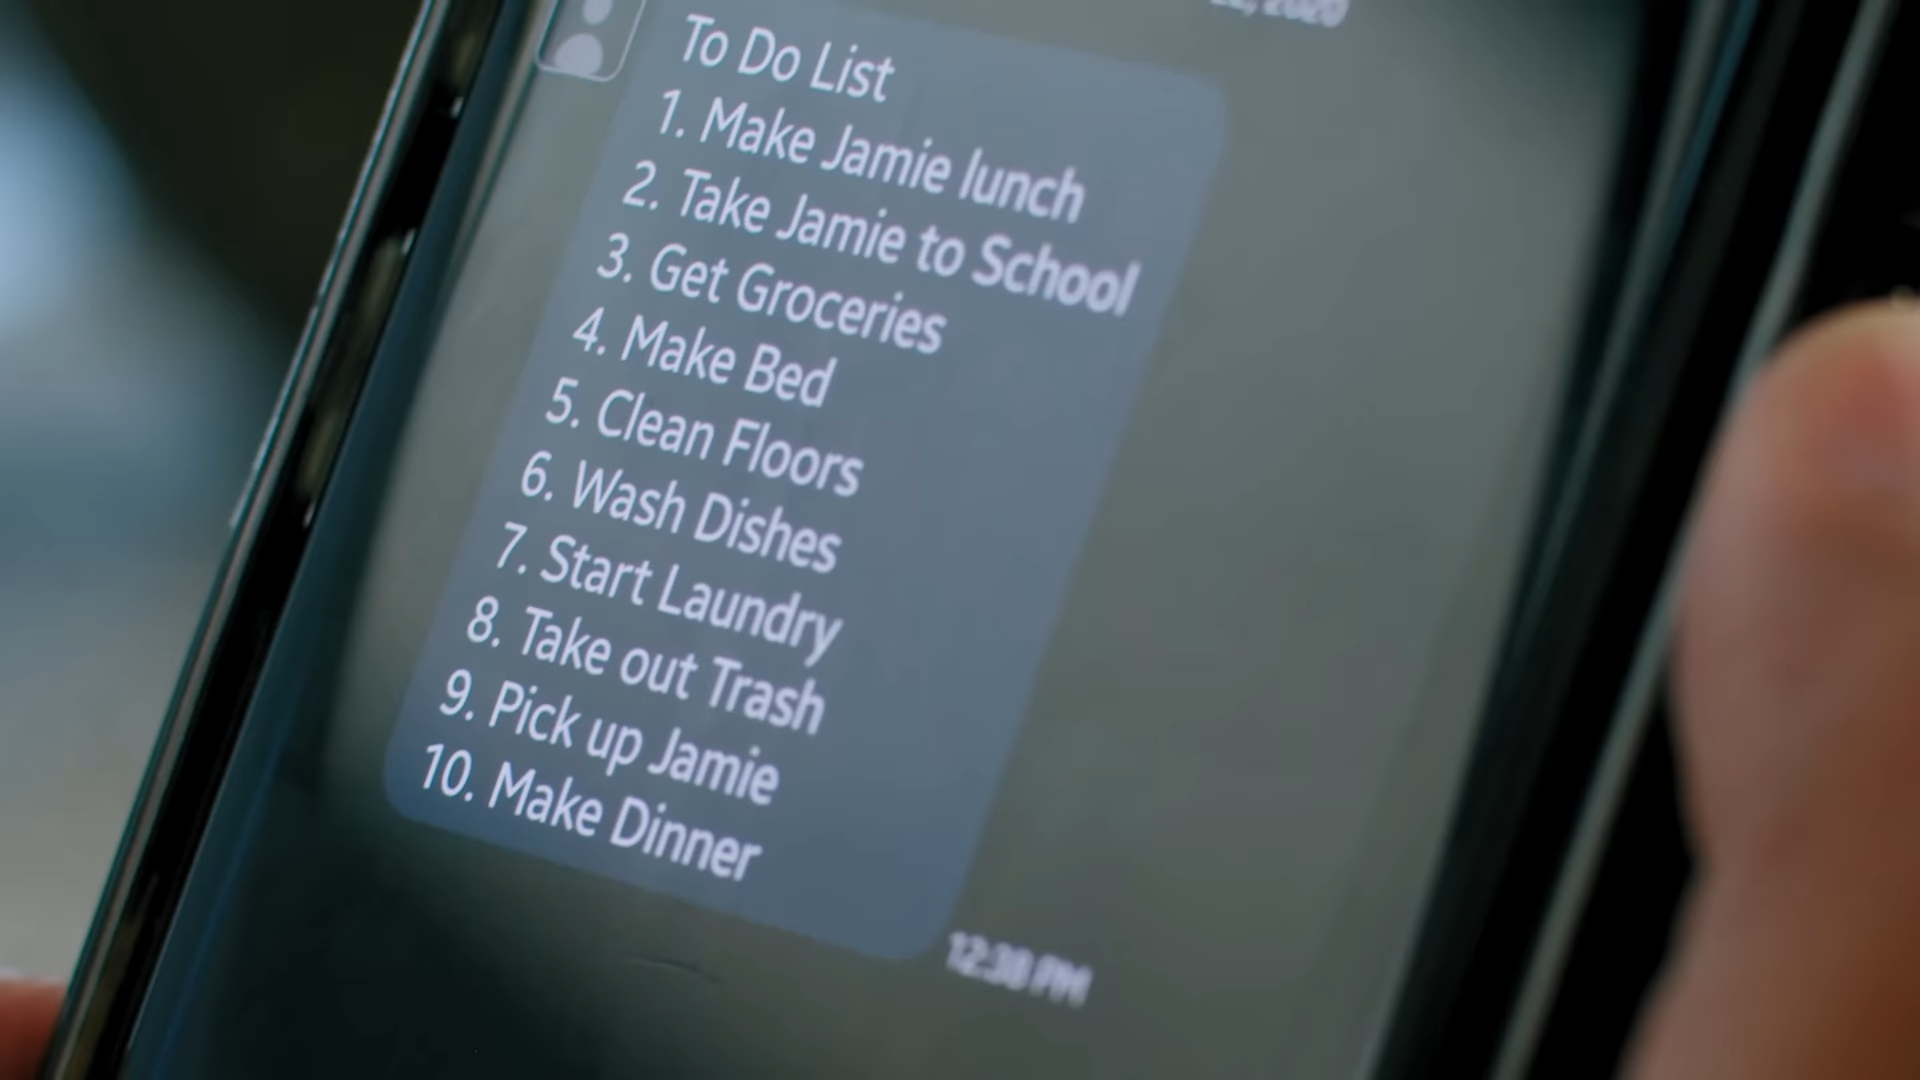 2020
To Do List
1. Make Jamie lunch
2. Take Jamie to School
3. Get Groceries
4. Make Bed
5. Clean Floors
6. Wash Dishes
7. Start Laundry
8. Take out Trash
9. Pick up Jamie
10. Make Dinner
12:38 PM